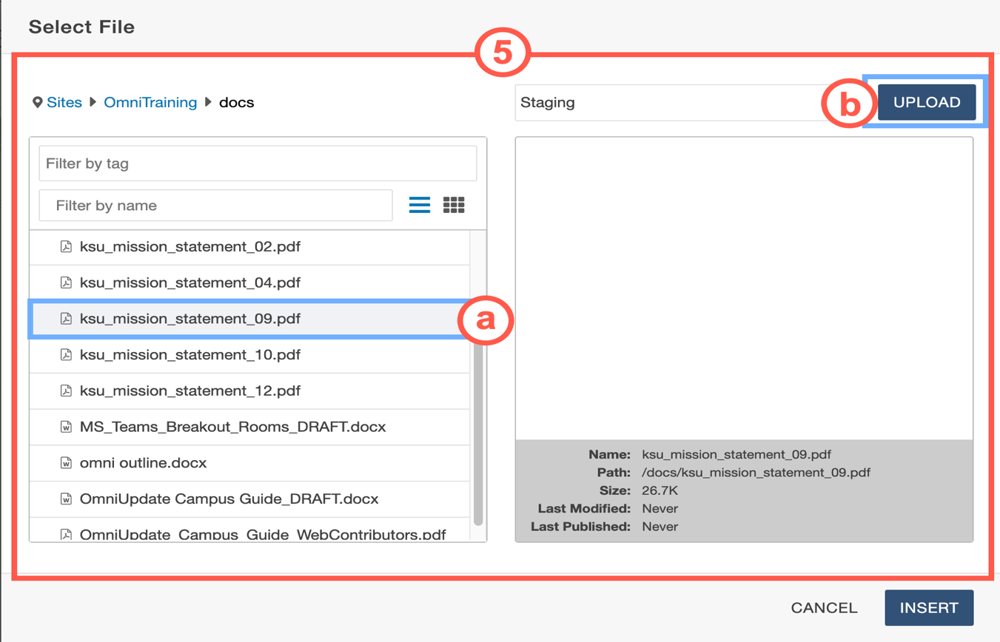 Select File
5
Sites OmniTraining docs
Staging
b
UPLOAD
Filter by tag
Filter by name
ksu_mission_statement_02.pdf
ksu_mission_statement_04.pdf
ksu_mission_statement_09.pdf
a
ksu_mission_statement_10.pdf
ksu_mission_statement_12.pdf
MS_Teams_Breakout_Rooms_DRAFT.docx
omni outline.docx
OmniUpdate Campus Guide_DRAFT.docx
OmniUpdate_Campus_Guide_WebContributors.pdf
Name: ksu_mission_statement_09.pdf
Path: /docs/ksu_mission_statement_09.pdf
Size: 26.7K
Last Modified: Never
Last Published: Never
CANCEL
INSERT